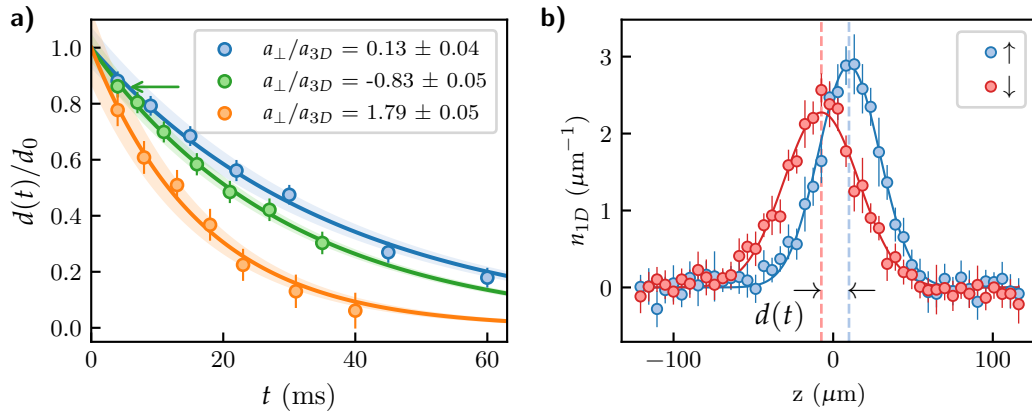 a)
d(t)/d₀
1.0
0.8
0.6
0.4
0.2
0.0
a⊥/a3D = 0.13 ± 0.04
a⊥/a3D = -0.83 ± 0.05
a⊥/a3D = 1.79 ± 0.05
0
20
40
60
t (ms)
b)
n1D (μm⁻¹)
3
2
1
0
↑
↓
d(t)
−100
−50
0
50
100
z (μm)